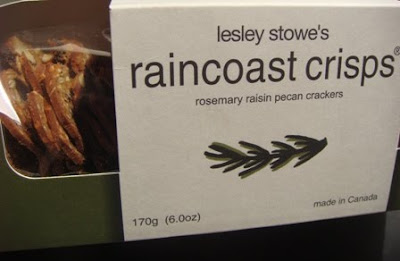 lesley stowe's
raincoast crisps®
rosemary raisin pecan crackers
170g (6.0oz)
made in Canada